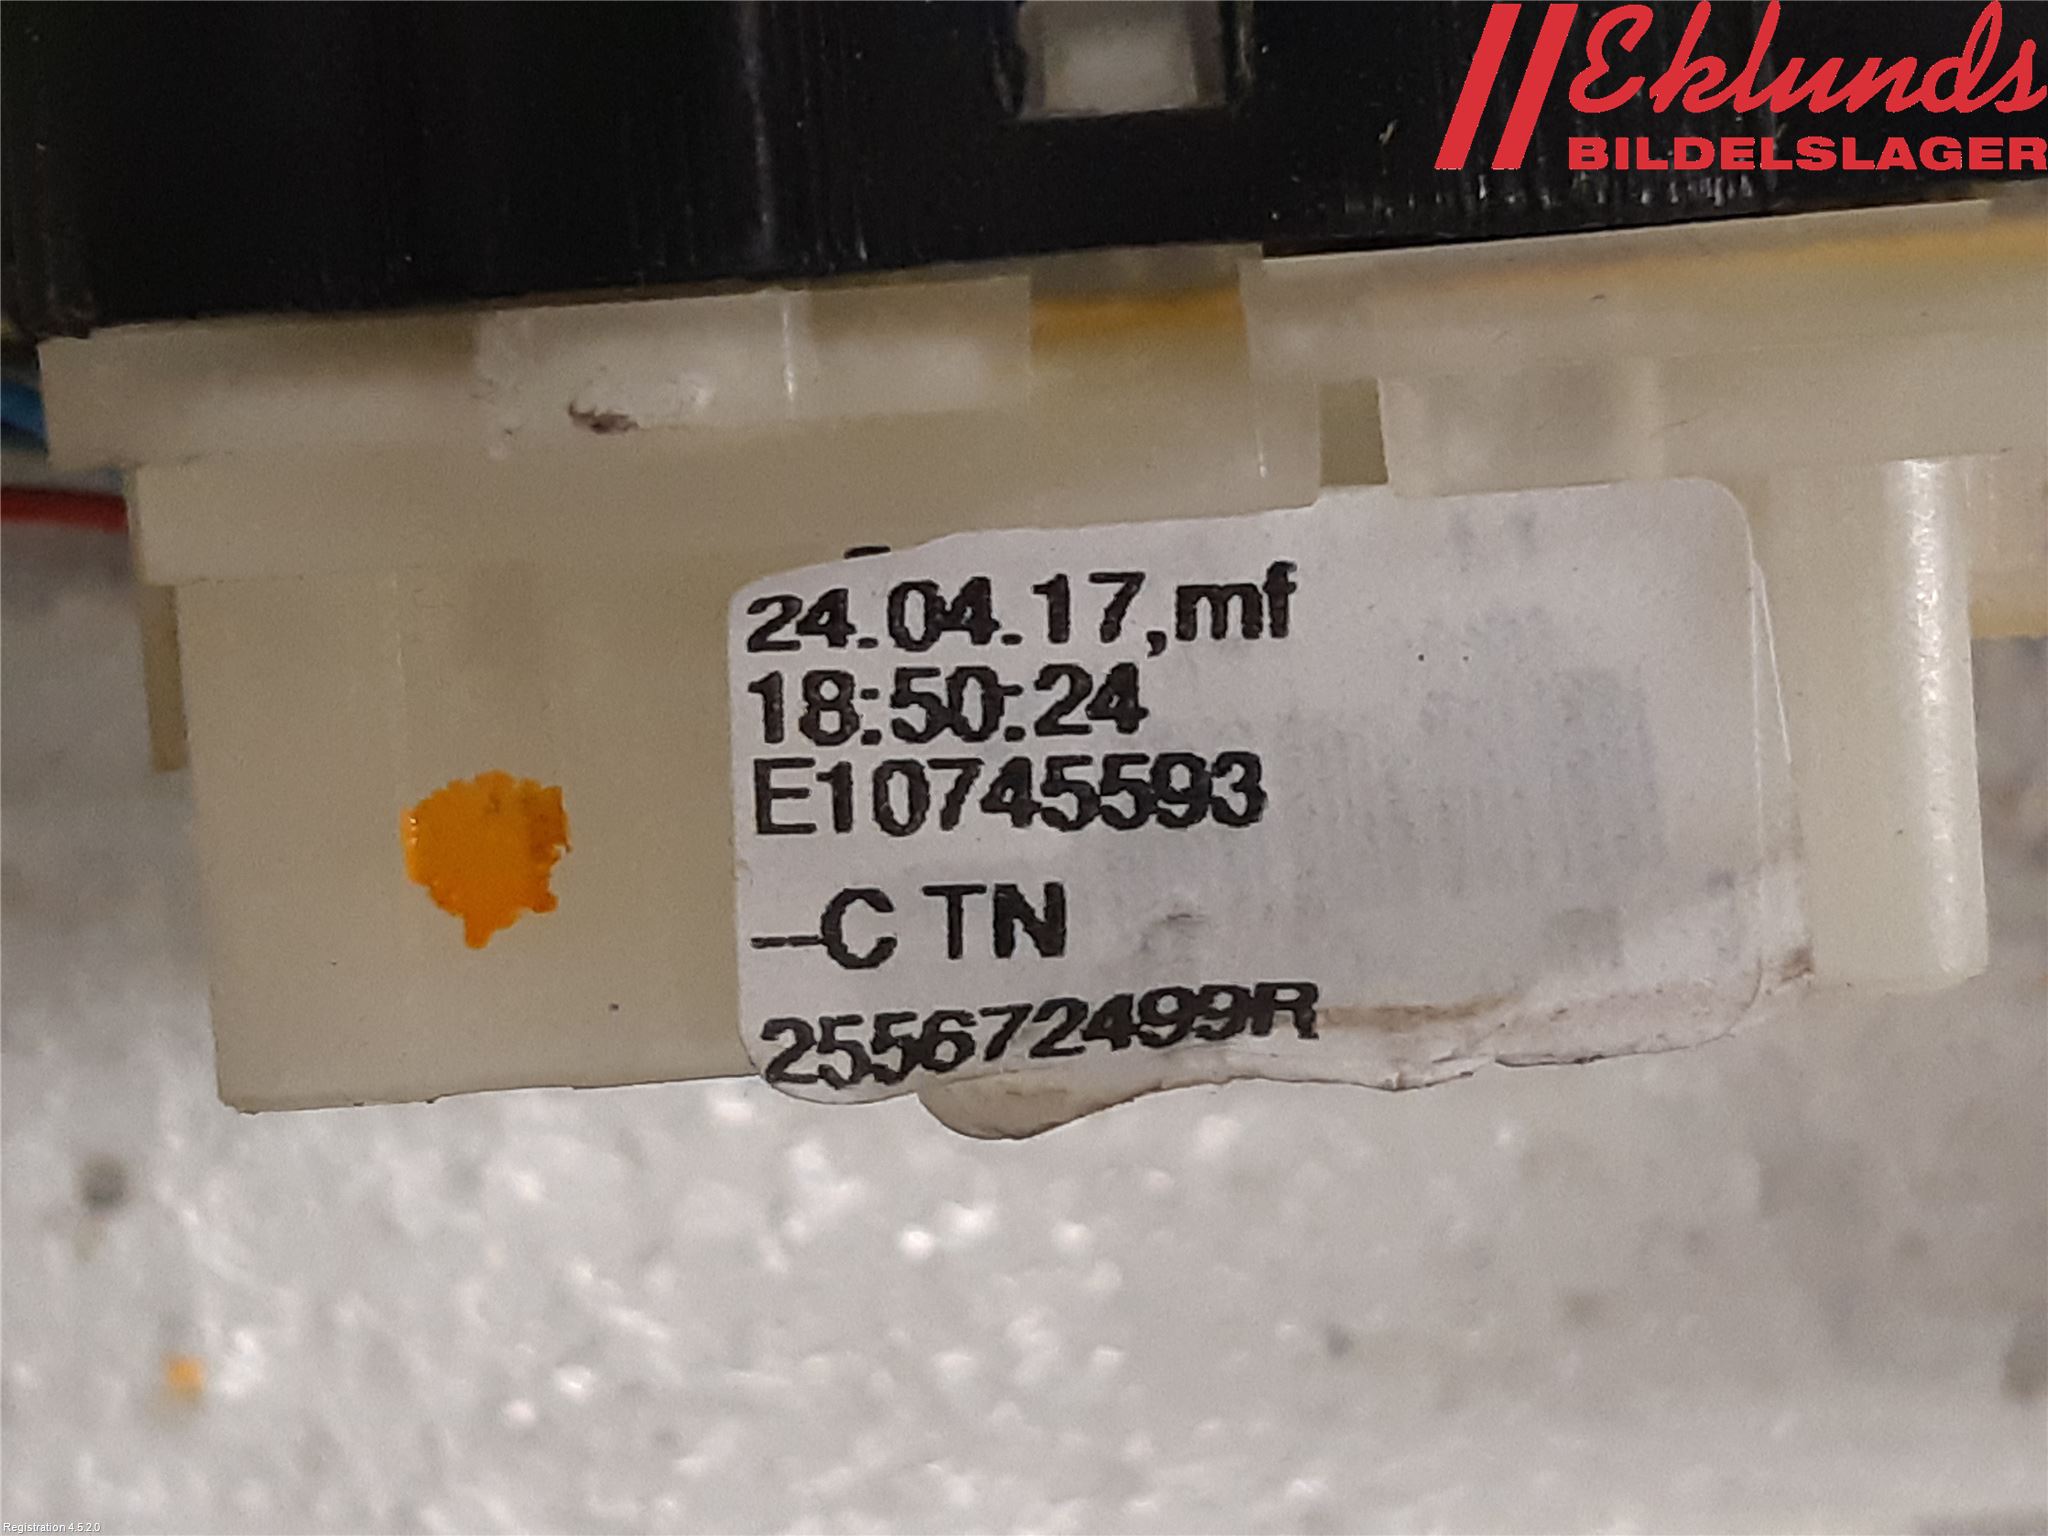 Eklunds
BILDELSLAGER
24.04.17,mf
18:50:24
E10745593
–C TN
255672499R
Registration 4.5.2.0